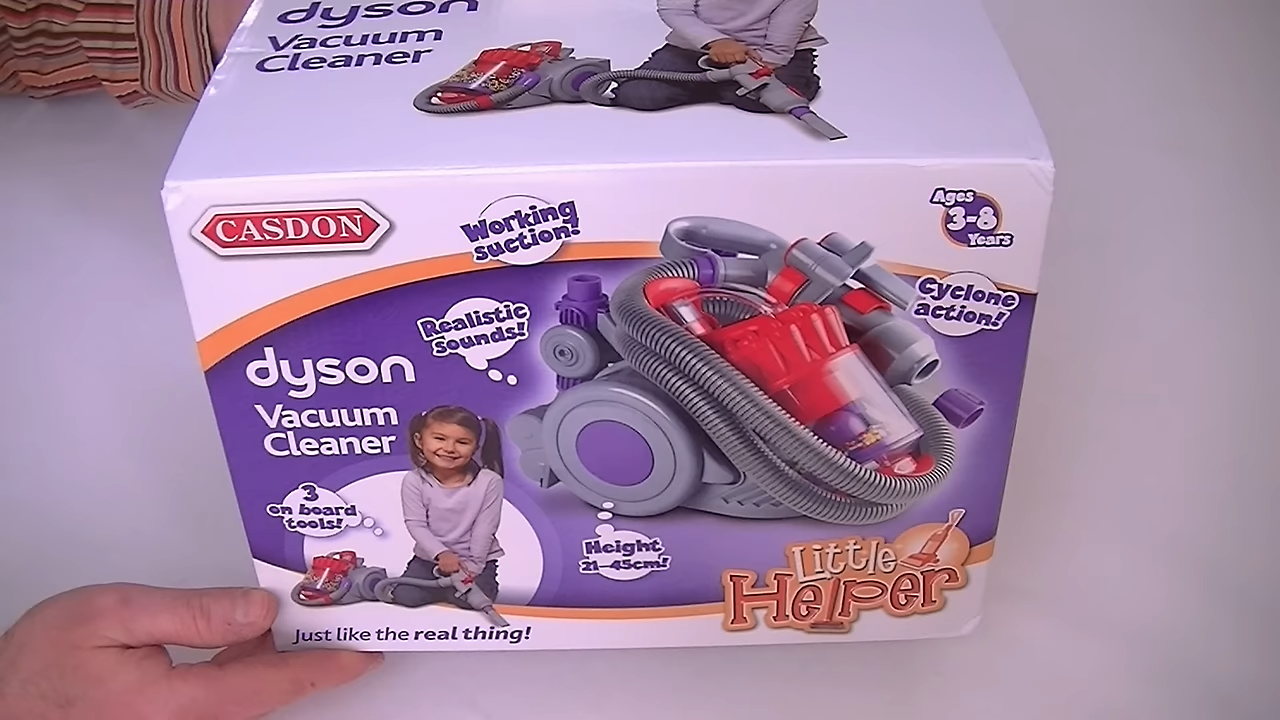 dyson
Vacuum
Cleaner
CASDON
Working
suction!
Ages
3-8
Years
Cyclone
action!
Realistic
sounds!
dyson
Vacuum
Cleaner
3
on board
tools!
Height
21-45cm!
Little
Helper
Just like the real thing!